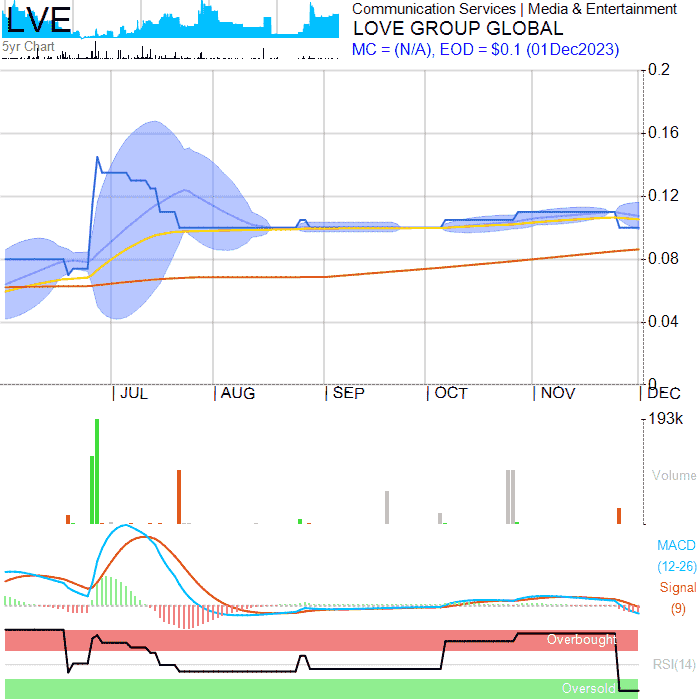 LVE
5yr Chart
Communication Services | Media & Entertainment
LOVE GROUP GLOBAL
MC = (N/A), EOD = $0.1 (01Dec2023)
0.2
0.16
0.12
0.08
0.04
0
JUL AUG SEP OCT NOV DEC
193k
Volume
MACD
(12-26)
Signal
(9)
Overbought
RSI(14)
Oversold